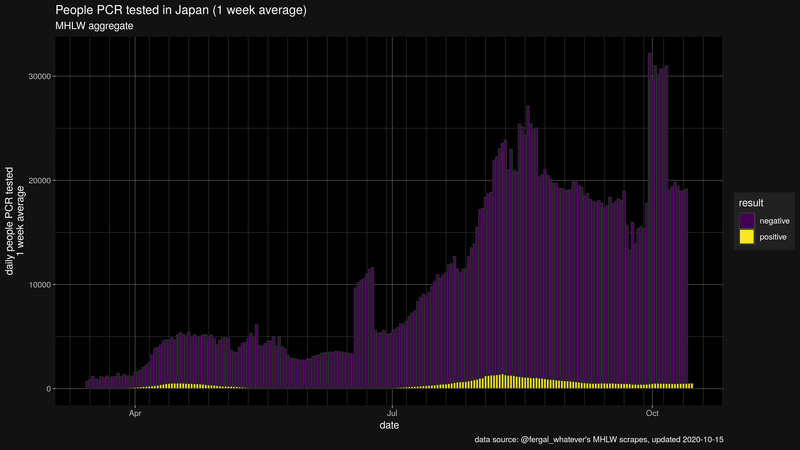 People PCR tested in Japan (1 week average)
MHLW aggregate
daily people PCR tested
1 week average
30000
20000
10000
0
Apr
Jul
Oct
date
result
negative
positive
data source: @fergal_whatever's MHLW scrapes, updated 2020-10-15